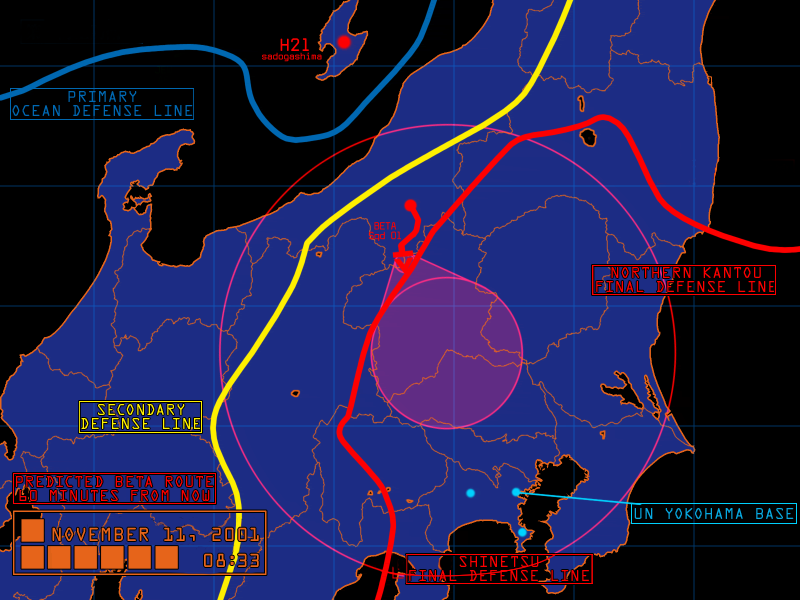 H21
sadogashima
PRIMARY
OCEAN DEFENSE LINE
BETA
NORTHERN KANTOU
FINAL DEFENSE LINE
SECONDARY
DEFENSE LINE
PREDICTED BETA ROUTE
60 MINUTES FROM NOW
UN YOKOHAMA BASE
NOVEMBER 11, 2001
08:33
SHINETSU
FINAL DEFENSE LINE